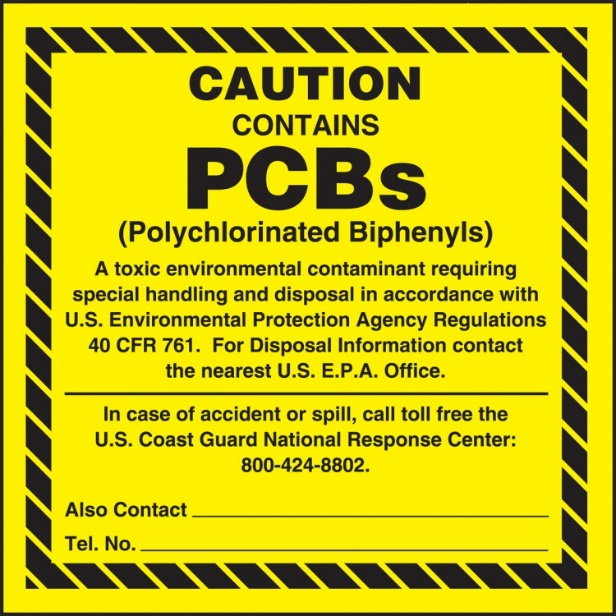 CAUTION
CONTAINS
PCBs
(Polychlorinated Biphenyls)
A toxic environmental contaminant requiring
special handling and disposal in accordance with
U.S. Environmental Protection Agency Regulations
40 CFR 761.  For Disposal Information contact
the nearest U.S. E.P.A. Office.
In case of accident or spill, call toll free the
U.S. Coast Guard National Response Center:
800-424-8802.
Also Contact
Tel. No.